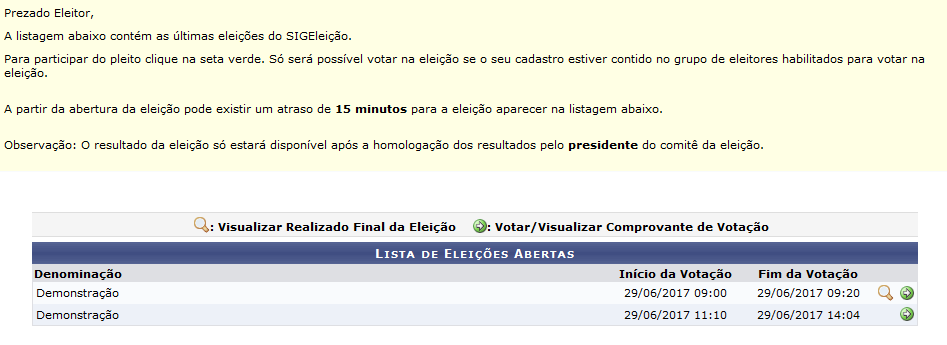 Prezado Eleitor,
A listagem abaixo contém as últimas eleições do SIGEleição.
Para participar do pleito clique na seta verde. Só será possível votar na eleição se o seu cadastro estiver contido no grupo de eleitores habilitados para votar na
eleição.
A partir da abertura da eleição pode existir um atraso de 15 minutos para a eleição aparecer na listagem abaixo.
Observação: O resultado da eleição só estará disponível após a homologação dos resultados pelo presidente do comitê da eleição.
: Visualizar Realizado Final da Eleição : Votar/Visualizar Comprovante de Votação
Lista de Eleições Abertas
Denominação Início da Votação Fim da Votação
Demonstração 29/06/2017 09:00 29/06/2017 09:20
Demonstração 29/06/2017 11:10 29/06/2017 14:04